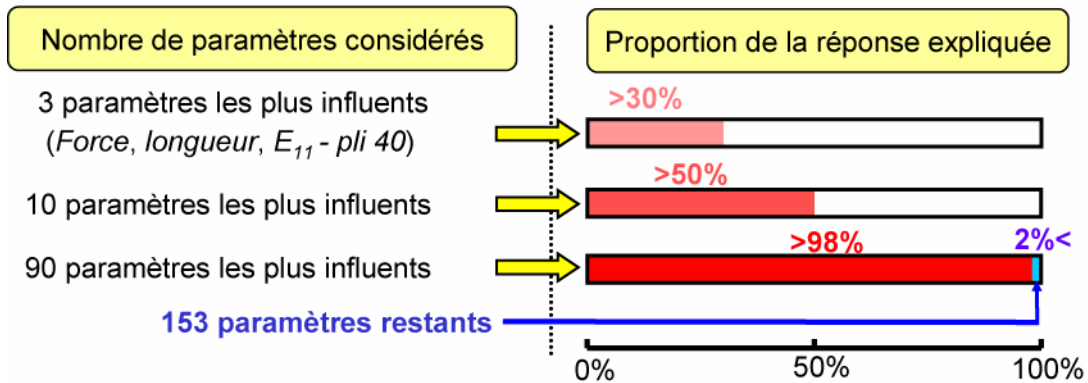 Nombre de paramètres considérés
Proportion de la réponse expliquée
3 paramètres les plus influents
(Force, longueur, E11 - pli 40)
>30%
10 paramètres les plus influents
>50%
90 paramètres les plus influents
>98%
2%<
153 paramètres restants
0%
50%
100%